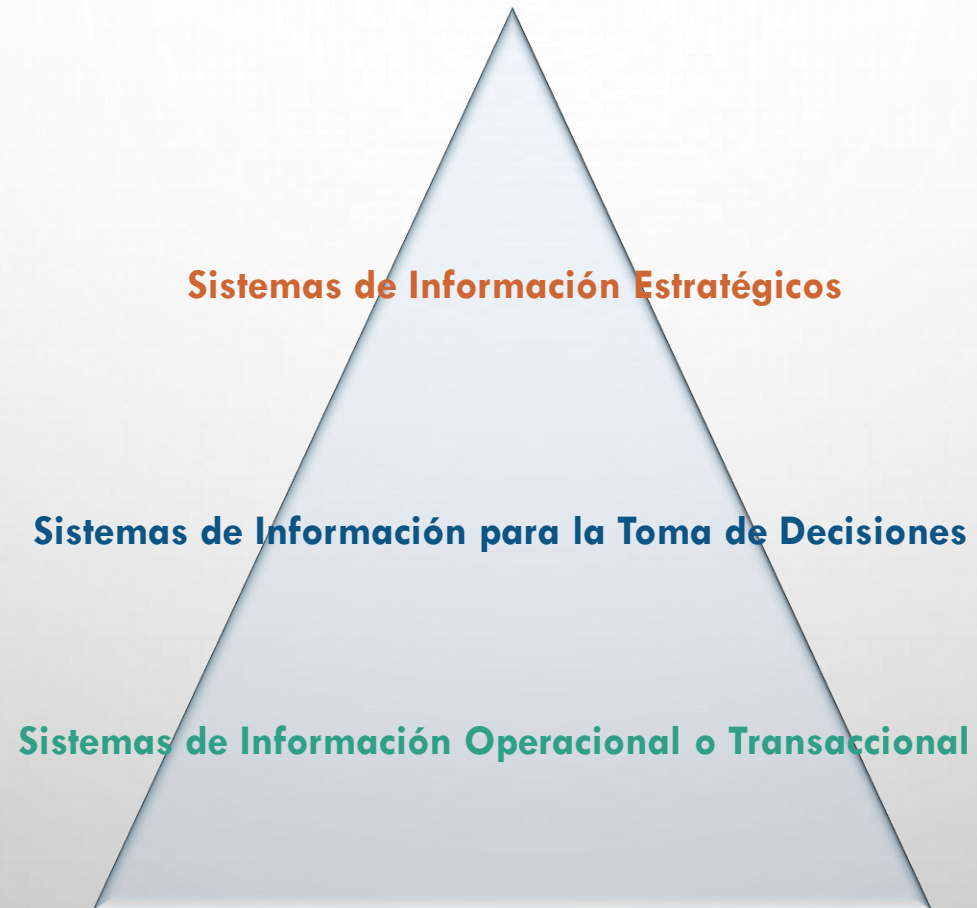 Sistemas de Información Estratégicos
Sistemas de Información para la Toma de Decisiones
Sistemas de Información Operacional o Transaccional